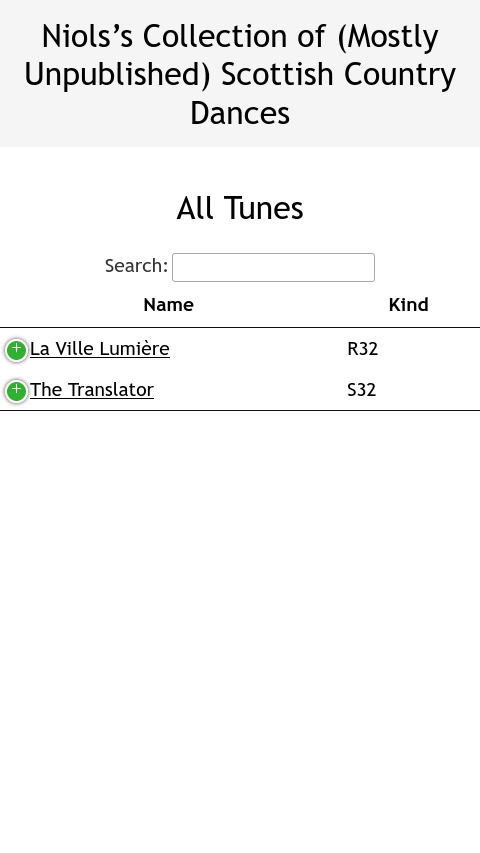 Niols’s Collection of (Mostly
Unpublished) Scottish Country
Dances
All Tunes
Search:
Name Kind
La Ville Lumière R32
The Translator S32